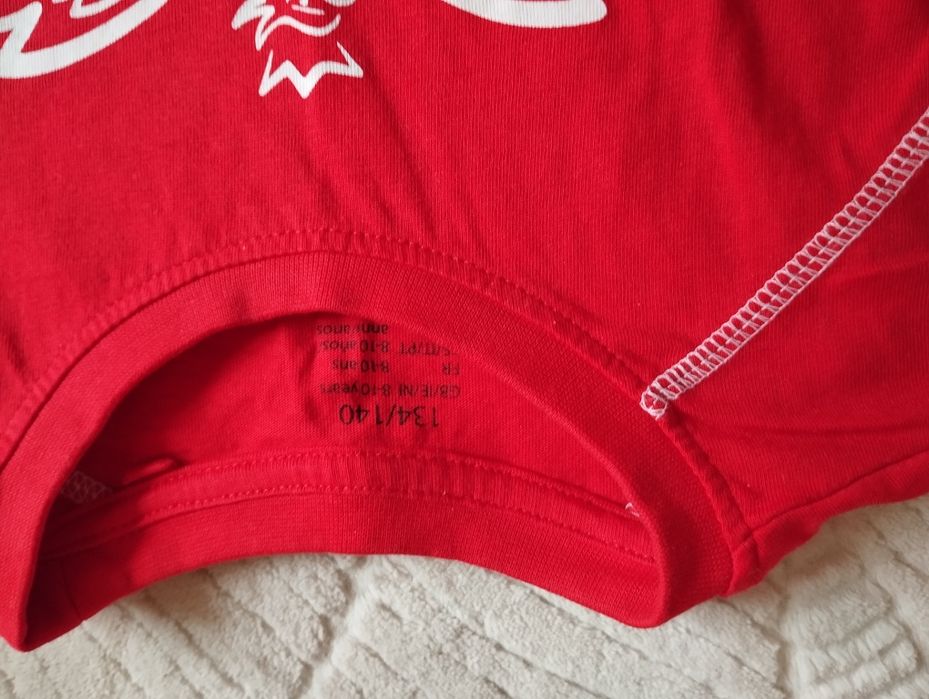 134/140
GB/IE/NI 8-10 years
FR 8-10 ans
ES/IT/PT 8-10 años
anni/anos